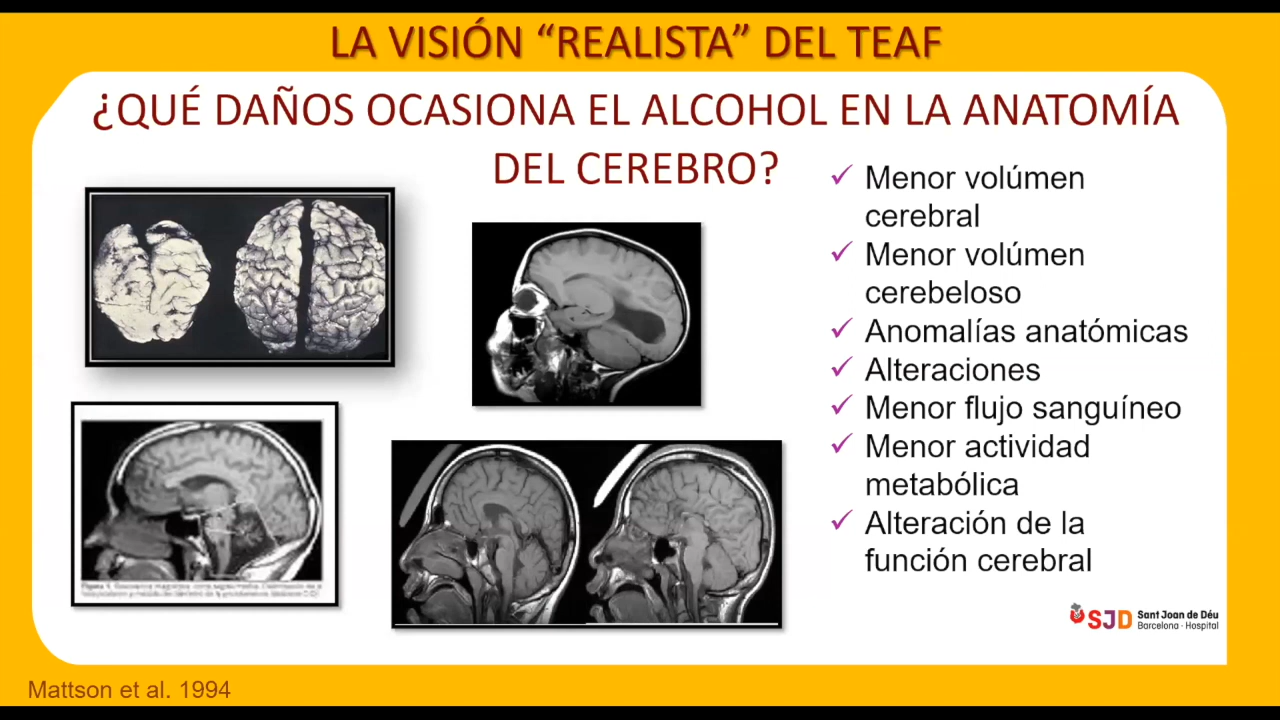 LA VISIÓN “REALISTA” DEL TEAF
¿QUÉ DAÑOS OCASIONA EL ALCOHOL EN LA ANATOMÍA
DEL CEREBRO?
✓ Menor volúmen
cerebral
✓ Menor volúmen
cerebeloso
✓ Anomalías anatómicas
✓ Alteraciones
✓ Menor flujo sanguíneo
✓ Menor actividad
metabólica
✓ Alteración de la
función cerebral
SJD Sant Joan de Déu
Barcelona · Hospital
Mattson et al. 1994